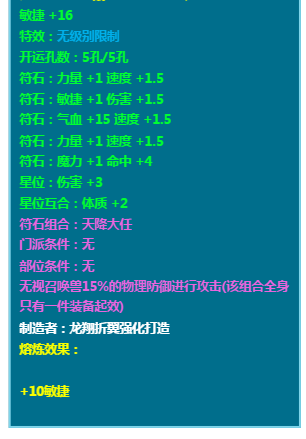 敏捷 +16
特效：无级别限制
开运孔数：5孔/5孔
符石：力量 +1 速度 +1.5
符石：敏捷 +1 伤害 +1.5
符石：气血 +15 速度 +1.5
符石：力量 +1 速度 +1.5
符石：魔力 +1 命中 +4
星位：伤害 +3
星位互合：体质 +2
符石组合：天降大任
门派条件：无
部位条件：无
无视召唤兽15%的物理防御进行攻击(该组合全身
只有一件装备起效)
制造者：龙翔折翼强化打造
熔炼效果：
+10敏捷